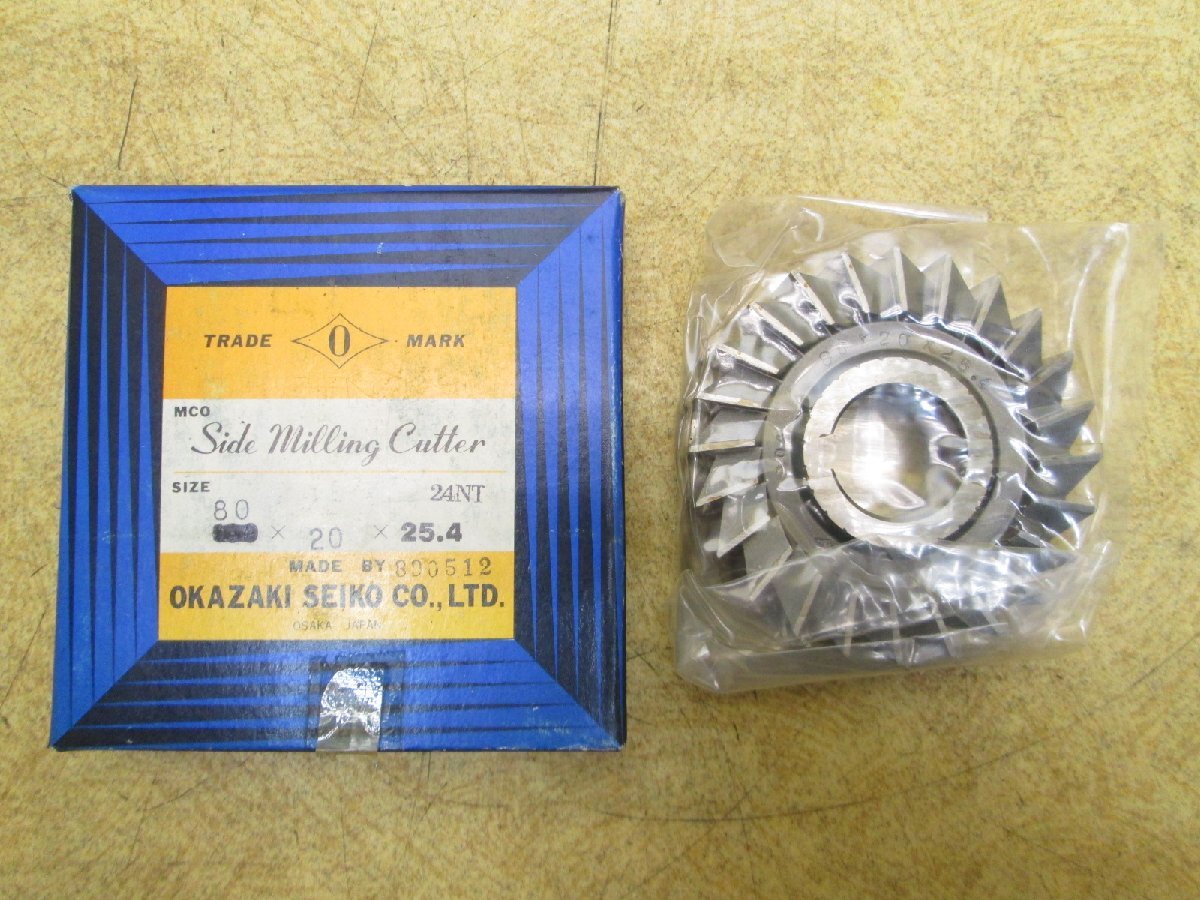 TRADE O MARK
MCO
Side Milling Cutter
SIZE 24NT
80 × 20 × 25.4
MADE BY 890512
OKAZAKI SEIKO CO., LTD.
OSAKA JAPAN